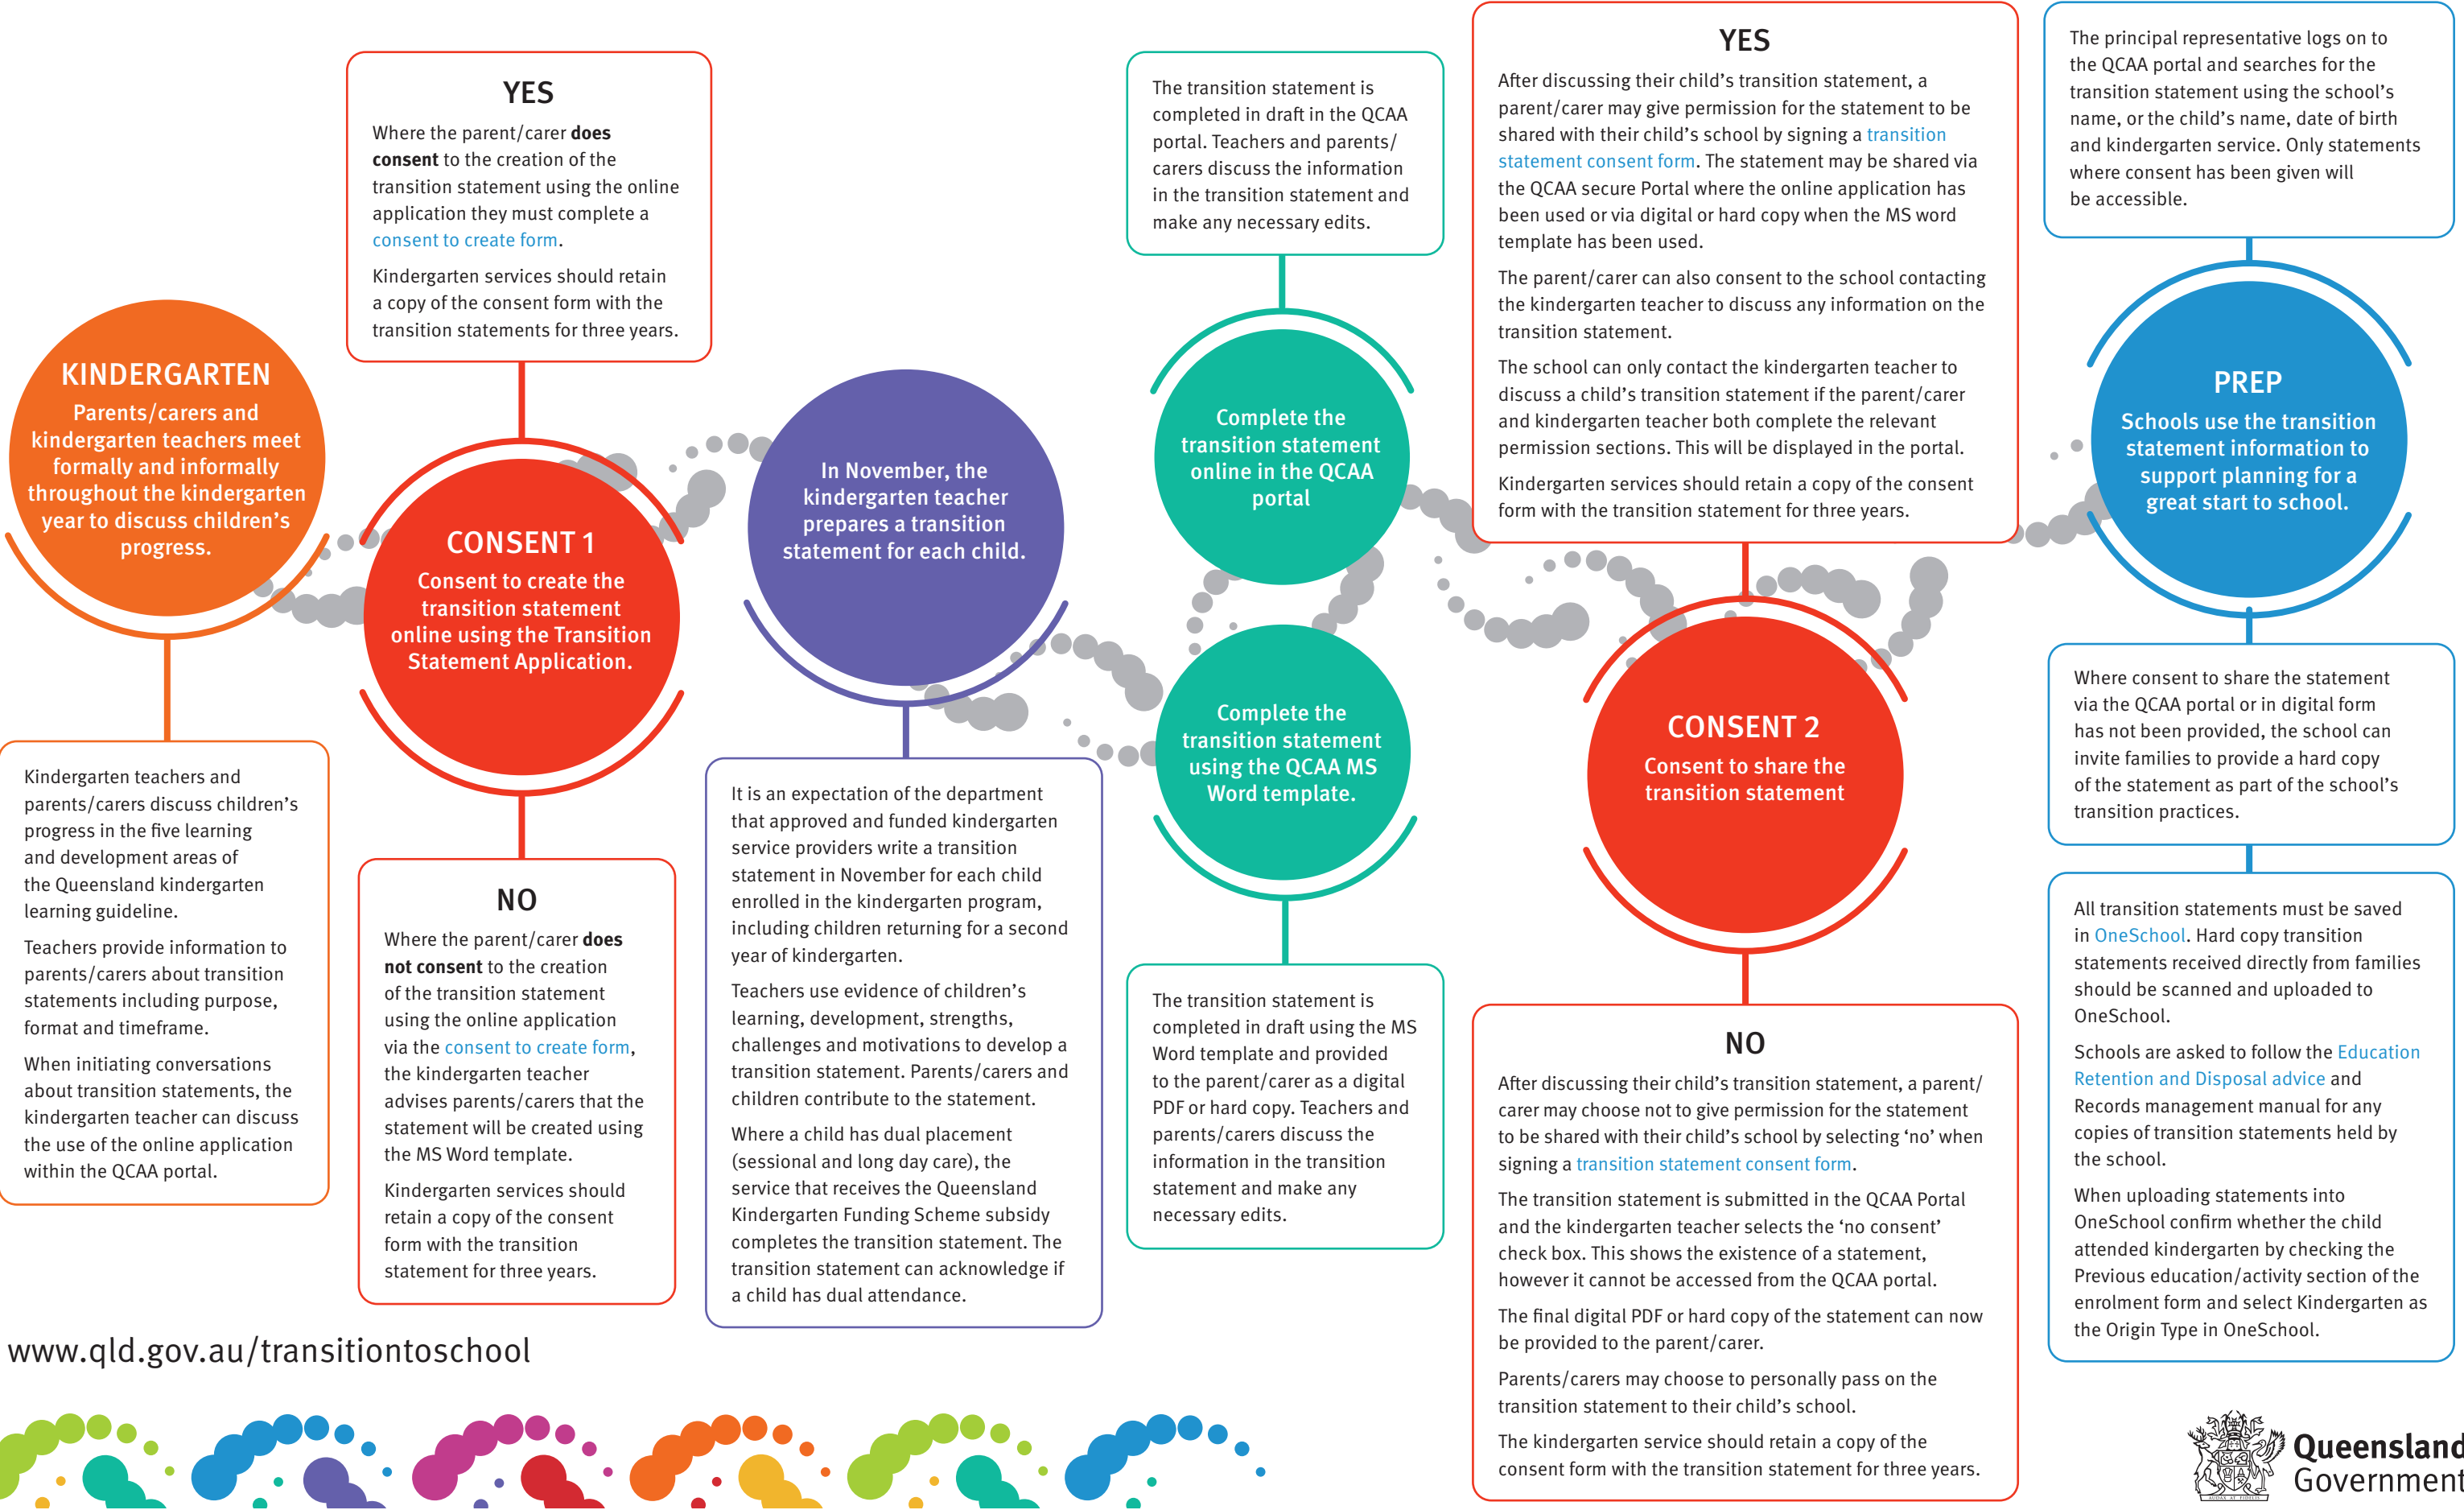 KINDERGARTEN
Parents/carers and
kindergarten teachers meet
formally and informally
throughout the kindergarten
year to discuss children's
progress.
Kindergarten teachers and
parents/carers discuss children's
progress in the five learning
and development areas of
the Queensland kindergarten
learning guideline.
Teachers provide information to
parents/carers about transition
statements including purpose,
format and timeframe.
When initiating conversations
about transition statements, the
kindergarten teacher can discuss
the use of the online application
within the QCAA portal.
YES
Where the parent/carer does
consent to the creation of the
transition statement using the online
application they must complete a
consent to create form.
Kindergarten services should retain
a copy of the consent form with the
transition statements for three years.
CONSENT 1
Consent to create the
transition statement
online using the Transition
Statement Application.
NO
Where the parent/carer does
not consent to the creation
of the transition statement
using the online application
via the consent to create form,
the kindergarten teacher
advises parents/carers that the
statement will be created using
the MS Word template.
Kindergarten services should
retain a copy of the consent
form with the transition
statement for three years.
In November, the
kindergarten teacher
prepares a transition
statement for each child.
It is an expectation of the department
that approved and funded kindergarten
service providers write a transition
statement in November for each child
enrolled in the kindergarten program,
including children returning for a second
year of kindergarten.
Teachers use evidence of children's
learning, development, strengths,
challenges and motivations to develop a
transition statement. Parents/carers and
children contribute to the statement.
Where a child has dual placement
(sessional and long day care), the
service that receives the Queensland
Kindergarten Funding Scheme subsidy
completes the transition statement. The
transition statement can acknowledge if
a child has dual attendance.
The transition statement is
completed in draft in the QCAA
portal. Teachers and parents/
carers discuss the information
in the transition statement and
make any necessary edits.
Complete the
transition statement
online in the QCAA
portal
Complete the
transition statement
using the QCAA MS
Word template.
The transition statement is
completed in draft using the MS
Word template and provided
to the parent/carer as a digital
PDF or hard copy. Teachers and
parents/carers discuss the
information in the transition
statement and make any
necessary edits.
YES
After discussing their child's transition statement, a
parent/carer may give permission for the statement to be
shared with their child's school by signing a transition
statement consent form. The statement may be shared via
the QCAA secure Portal where the online application has
been used or via digital or hard copy when the MS word
template has been used.
The parent/carer can also consent to the school contacting
the kindergarten teacher to discuss any information on the
transition statement.
The school can only contact the kindergarten teacher to
discuss a child's transition statement if the parent/carer
and kindergarten teacher both complete the relevant
permission sections. This will be displayed in the portal.
Kindergarten services should retain a copy of the consent
form with the transition statement for three years.
CONSENT 2
Consent to share the
transition statement
NO
After discussing their child's transition statement, a parent/
carer may choose not to give permission for the statement
to be shared with their child's school by selecting 'no' when
signing a transition statement consent form.
The transition statement is submitted in the QCAA Portal
and the kindergarten teacher selects the 'no consent'
check box. This shows the existence of a statement,
however it cannot be accessed from the QCAA portal.
The final digital PDF or hard copy of the statement can now
be provided to the parent/carer.
Parents/carers may choose to personally pass on the
transition statement to their child's school.
The kindergarten service should retain a copy of the
consent form with the transition statement for three years.
The principal representative logs on to
the QCAA portal and searches for the
transition statement using the school's
name, or the child's name, date of birth
and kindergarten service. Only statements
where consent has been given will
be accessible.
PREP
Schools use the transition
statement information to
support planning for a
great start to school.
Where consent to share the statement
via the QCAA portal or in digital form
has not been provided, the school can
invite families to provide a hard copy
of the statement as part of the school's
transition practices.
All transition statements must be saved
in OneSchool. Hard copy transition
statements received directly from families
should be scanned and uploaded to
OneSchool.
Schools are asked to follow the Education
Retention and Disposal advice and
Records management manual for any
copies of transition statements held by
the school.
When uploading statements into
OneSchool confirm whether the child
attended kindergarten by checking the
Previous education/activity section of the
enrolment form and select Kindergarten as
the Origin Type in OneSchool.
www.qld.gov.au/transitiontoschool
Queensland
Government